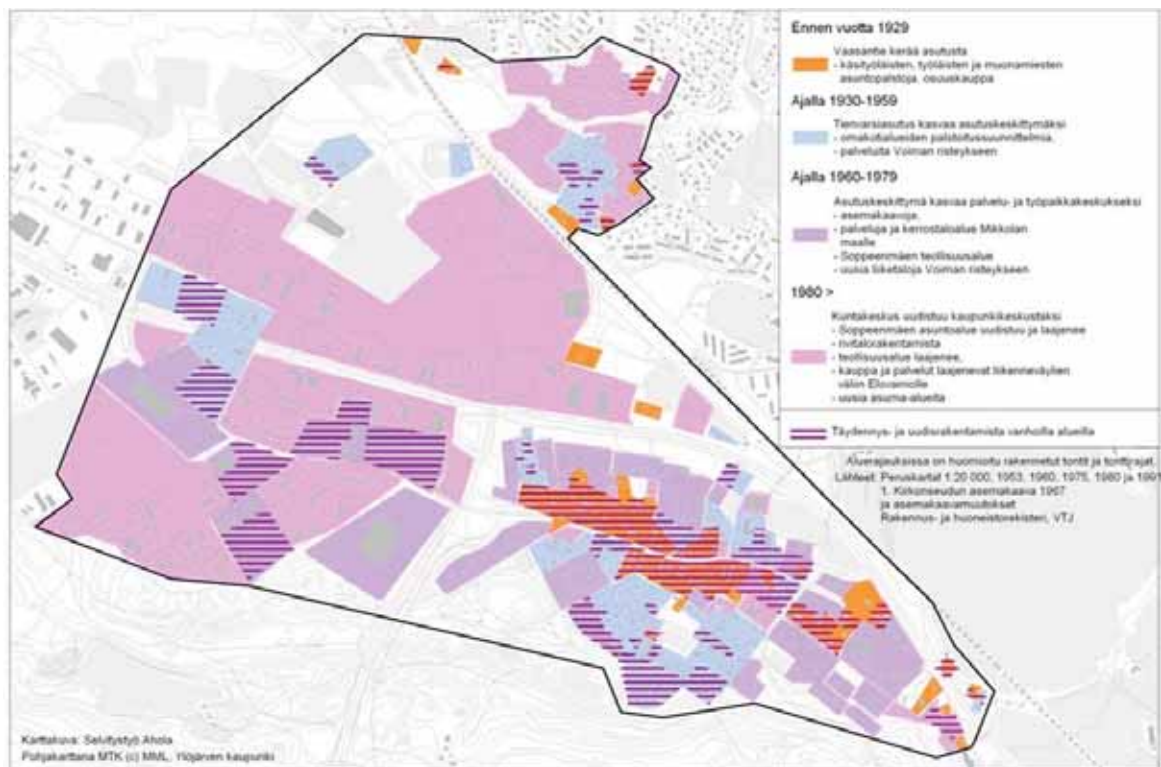 Ennen vuotta 1929
Vaasantie kerää asutusta
- käsityöläisten, työläisten ja muonamiesten
asuntopalstoja, osuuskauppa
Ajalla 1930-1959
Tienvarsiasutus kasvaa asutuskeskittymäksi
- omakotialueiden palstoitussuunnitelmia,
- palveluita Voiman risteykseen
Ajalla 1960-1979
Asutuskeskittymä kasvaa palvelu- ja työpaikkakeskukseksi
- asemakaavoja,
- palveluja ja kerrostaloalue Mikkolan
maalle
- Soppeenmäen teollisuusalue
- uusia liiketaloja Voiman risteykseen
1980 >
Kuntakeskus uudistuu kaupunkikeskustaksi
- Soppeenmäen asuntoalue uudistuu ja laajenee
- rivitalorakentamista
- teollisuusalue laajenee,
- kauppa ja palvelut laajenevat liikenneväylien
väliin Elovainiolle
- uusia asuma-alueita
Täydennys- ja uudisrakentamista vanhoilla alueilla
Aluerajauksissa on huomioitu rakennetut tontit ja tonttirajat.
Lähteet: Peruskartat 1:20 000, 1953, 1960, 1975, 1980 ja 1991
1. Kirkonseudun asemakaava 1967
ja asemakaavamuutokset
Rakennus- ja huoneistorekisteri, VTJ
Karttakuva: Selvitystyö Ahola
Pohjakarttana MTK (c) MML, Ylöjärven kaupunki